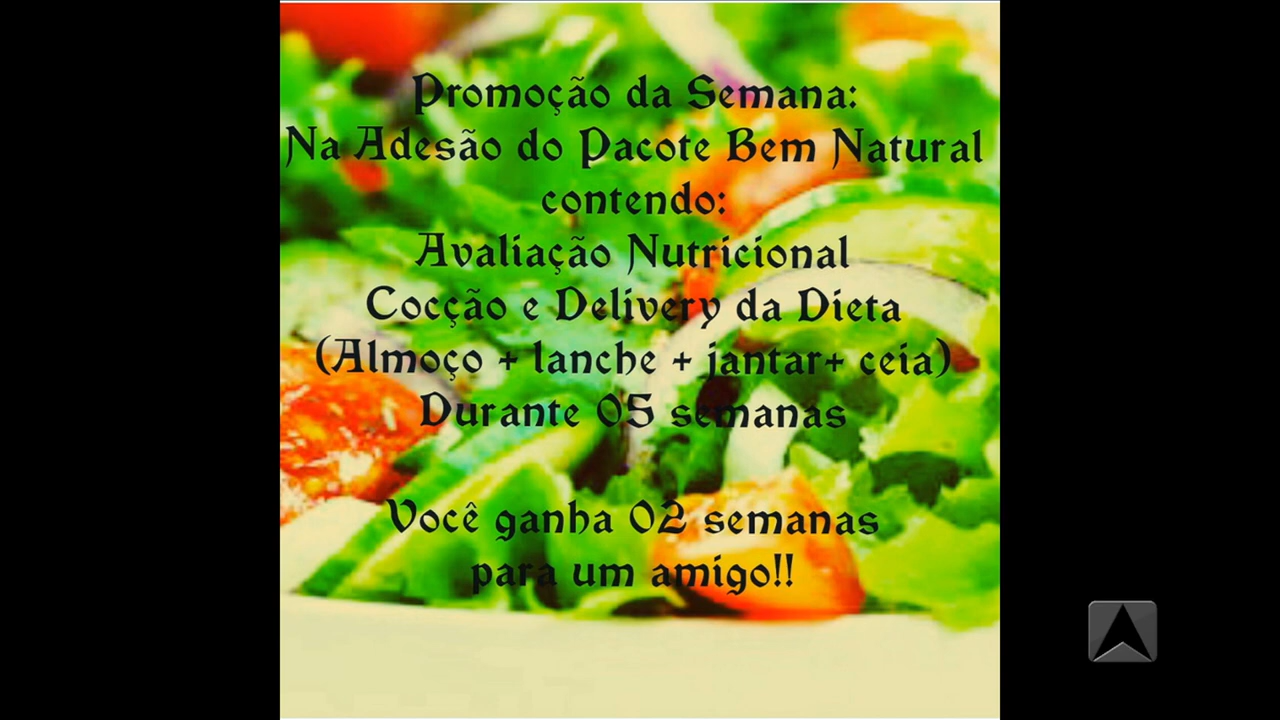 Promoção da Semana:
Na Adesão do Pacote Bem Natural
contendo:
Avaliação Nutricional
Cocção e Delivery da Dieta
(Almoço + lanche + jantar+ ceia)
Durante 05 semanas
Você ganha 02 semanas
para um amigo!!